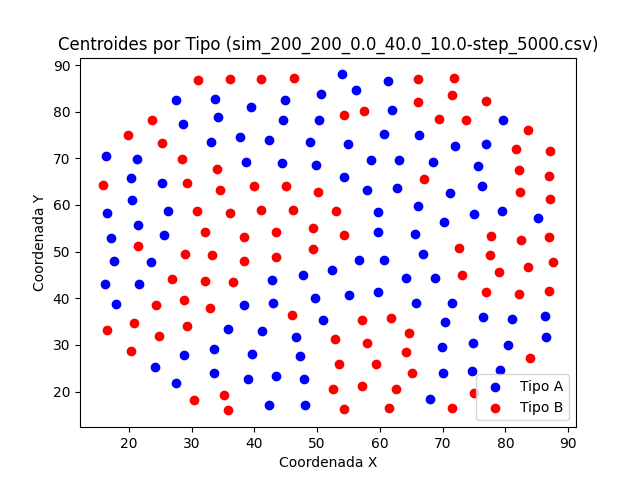 Centroides por Tipo (sim_200_200_0.0_40.0_10.0-step_5000.csv)
Coordenada Y
90
80
70
60
50
40
30
20
20 30 40 50 60 70 80 90
Coordenada X
Tipo A
Tipo B